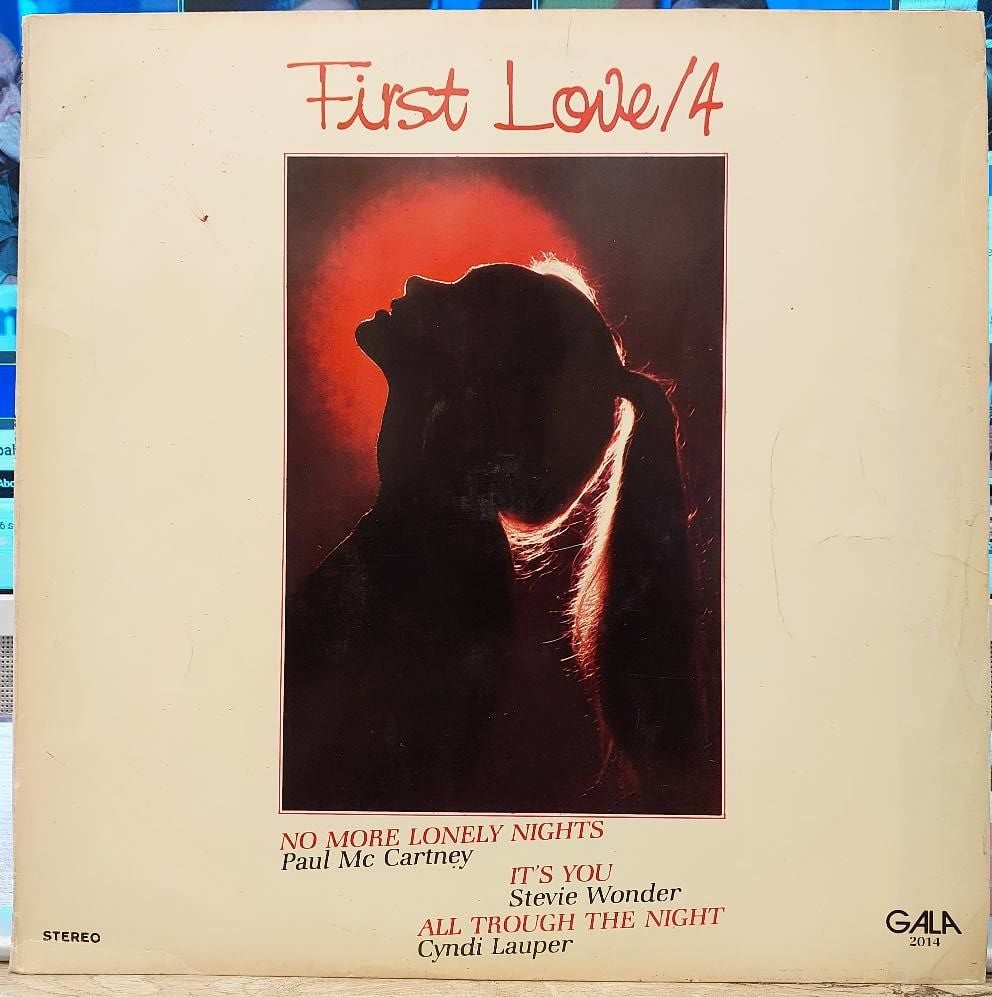 First Love/4
NO MORE LONELY NIGHTS
Paul Mc Cartney
IT'S YOU
Stevie Wonder
ALL TROUGH THE NIGHT
Cyndi Lauper
STEREO
GALA
2014